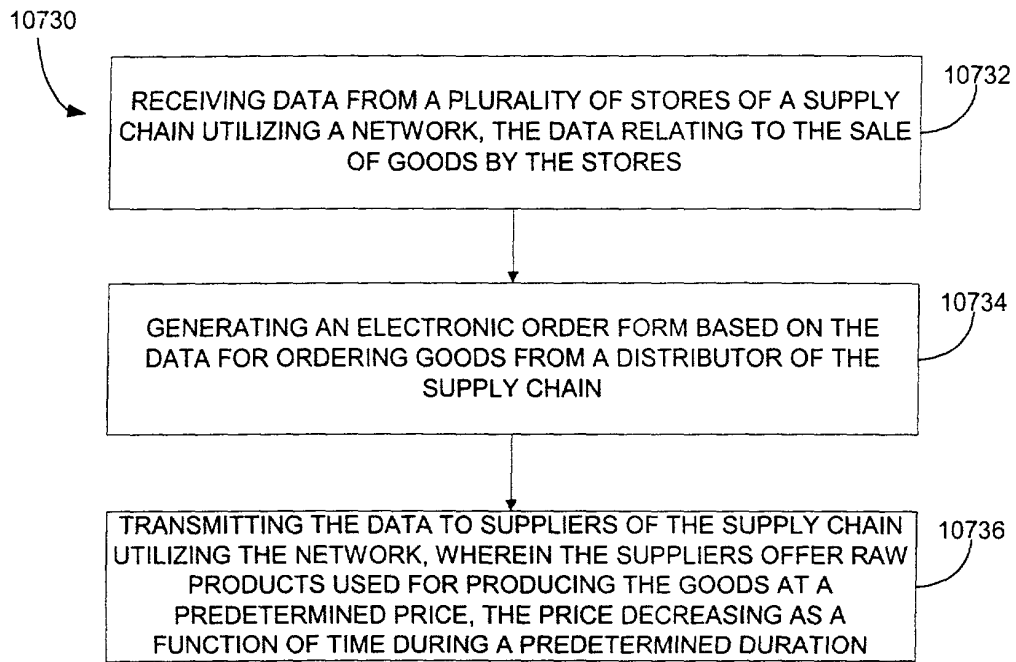 10730
10732
RECEIVING DATA FROM A PLURALITY OF STORES OF A SUPPLY
CHAIN UTILIZING A NETWORK, THE DATA RELATING TO THE SALE
OF GOODS BY THE STORES
10734
GENERATING AN ELECTRONIC ORDER FORM BASED ON THE
DATA FOR ORDERING GOODS FROM A DISTRIBUTOR OF THE
SUPPLY CHAIN
10736
TRANSMITTING THE DATA TO SUPPLIERS OF THE SUPPLY CHAIN
UTILIZING THE NETWORK, WHEREIN THE SUPPLIERS OFFER RAW
PRODUCTS USED FOR PRODUCING THE GOODS AT A
PREDETERMINED PRICE, THE PRICE DECREASING AS A
FUNCTION OF TIME DURING A PREDETERMINED DURATION